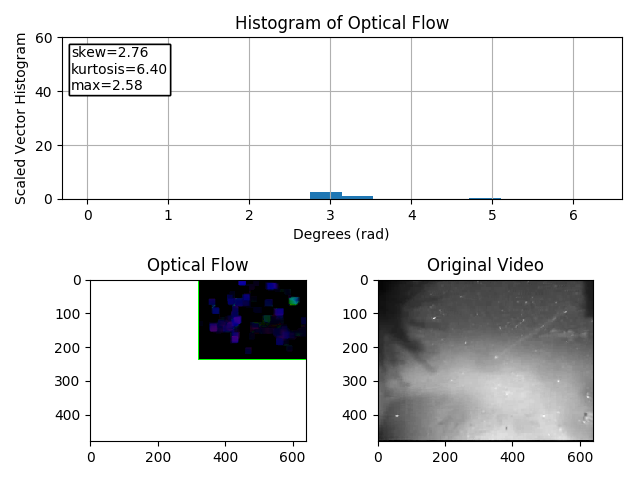 Histogram of Optical Flow
Scaled Vector Histogram
60
40
20
0
skew=2.76
kurtosis=6.40
max=2.58
0 1 2 3 4 5 6
Degrees (rad)
Optical Flow
0
100
200
300
400
0 200 400 600
Original Video
0
100
200
300
400
0 200 400 600